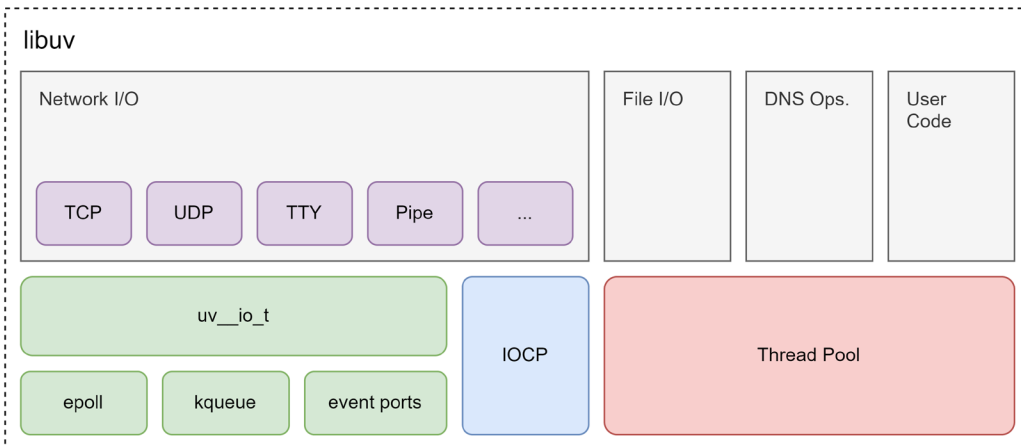 libuv
Network I/O
File I/O
DNS Ops.
User
Code
TCP
UDP
TTY
Pipe
...
uv__io_t
IOCP
Thread Pool
epoll
kqueue
event ports